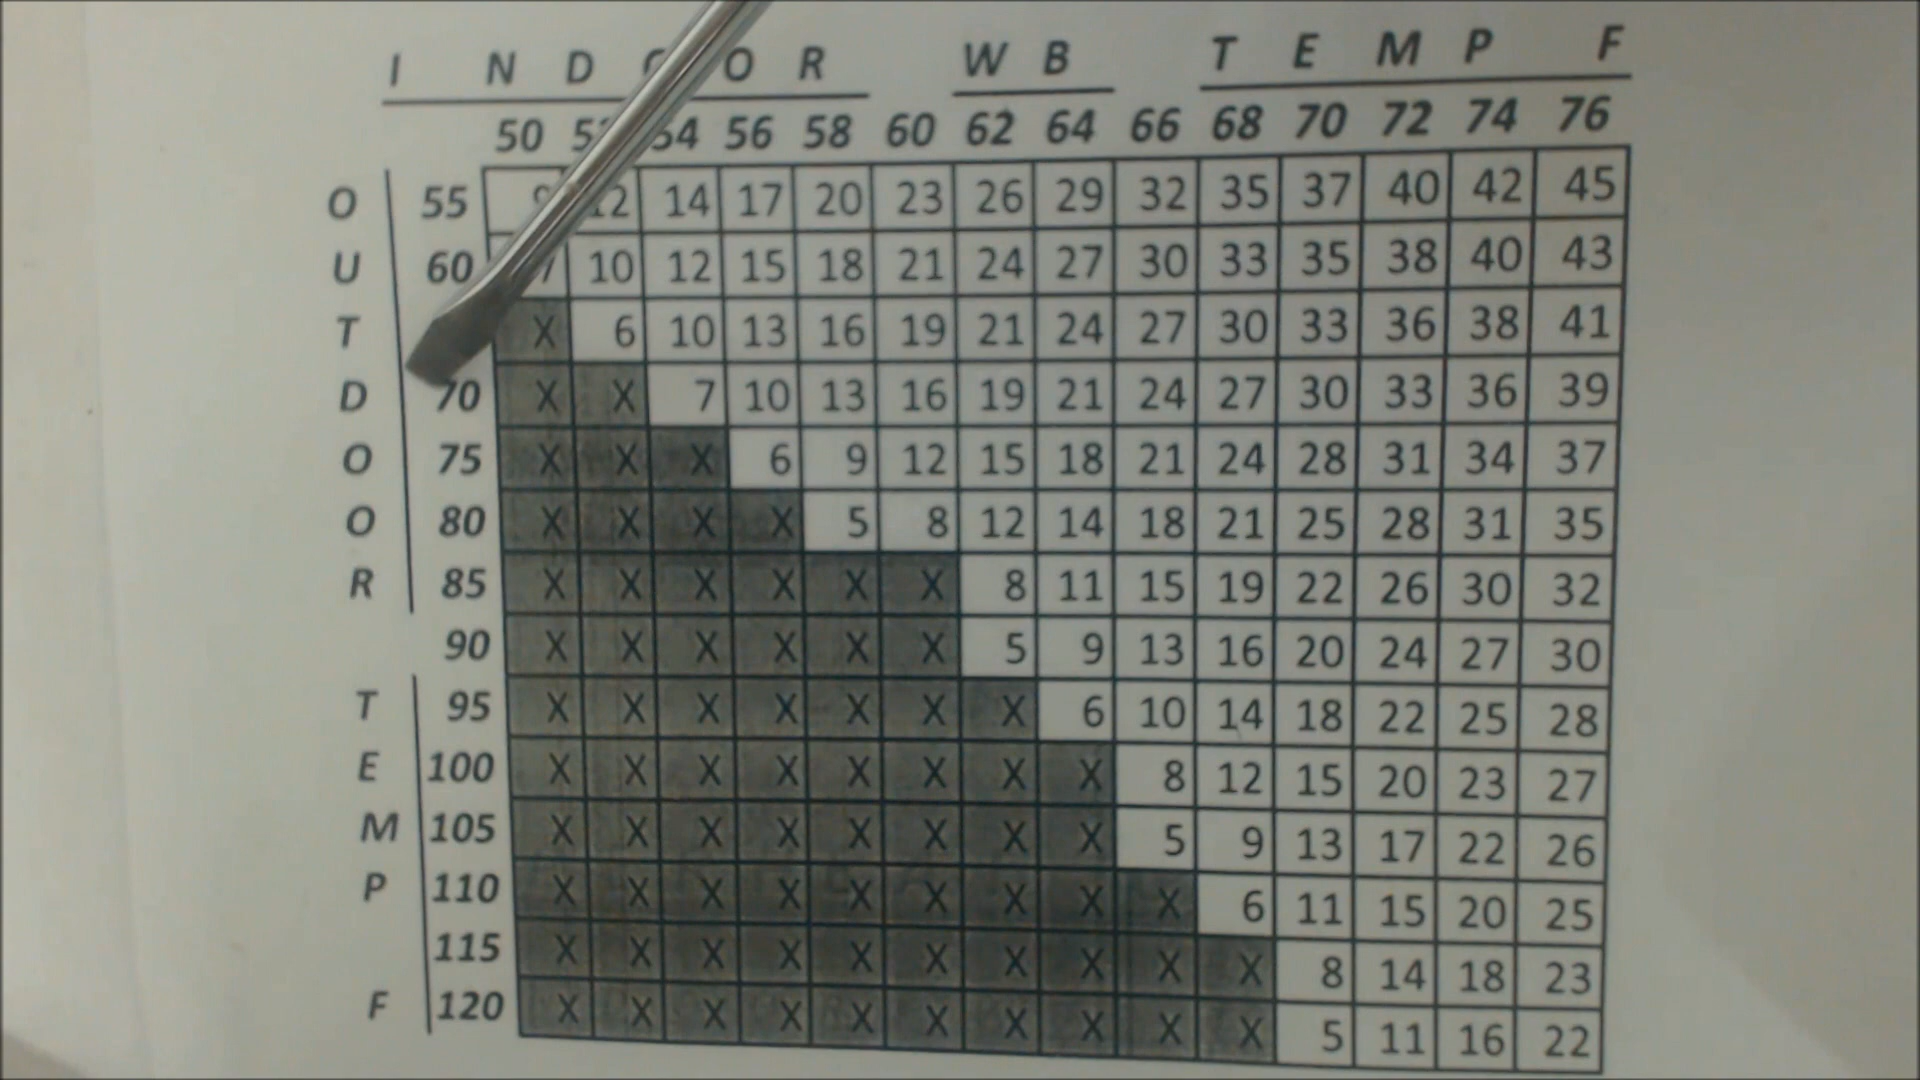 I N D O R W B T E M P F
50 54 56 58 60 62 64 66 68 70 72 74 76
O 55 12 14 17 20 23 26 29 32 35 37 40 42 45
U 60 7 10 12 15 18 21 24 27 30 33 35 38 40 43
T X 6 10 13 16 19 21 24 27 30 33 36 38 41
D 70 X X 7 10 13 16 19 21 24 27 30 33 36 39
O 75 X X X 6 9 12 15 18 21 24 28 31 34 37
O 80 X X X X 5 8 12 14 18 21 25 28 31 35
R 85 X X X X X X 8 11 15 19 22 26 30 32
90 X X X X X X 5 9 13 16 20 24 27 30
T 95 X X X X X X X 6 10 14 18 22 25 28
E 100 X X X X X X X X 8 12 15 20 23 27
M 105 X X X X X X X X 5 9 13 17 22 26
P 110 X X X X X X X X X 6 11 15 20 25
115 X X X X X X X X X X 8 14 18 23
F 120 X X X X X X X X X X 5 11 16 22